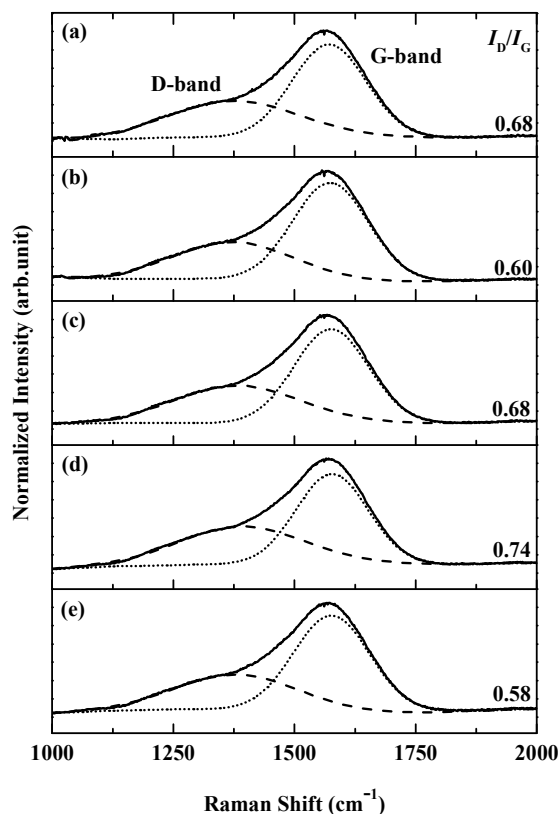 (a)
I_D/I_G
G-band
D-band
0.68
(b)
0.60
(c)
0.68
(d)
0.74
(e)
0.58
1000 1250 1500 1750 2000
Raman Shift (cm⁻¹)
Normalized Intensity (arb.unit)